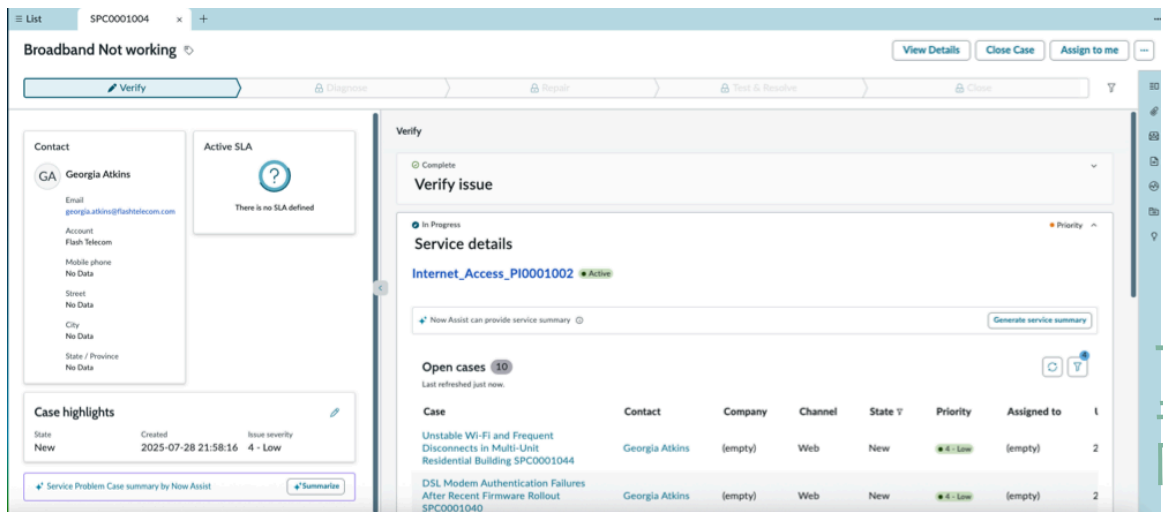 List
SPC0001004
Broadband Not working
View Details
Close Case
Assign to me
Verify
Diagnose
Repair
Test & Resolve
Close
Contact
GA
Georgia Atkins
Email
georgia.atkins@flashtelecom.com
Account
Flash Telecom
Mobile phone
No Data
Street
No Data
City
No Data
State / Province
No Data
Active SLA
?
There is no SLA defined
Case highlights
State Created Issue severity
New 2025-07-28 21:58:16 4 - Low
Service Problem Case summary by Now Assist
Summarize
Verify
Complete
Verify issue
In Progress
Priority
Service details
Internet_Access_PI0001002 Active
Now Assist can provide service summary
Generate service summary
Open cases 10
4
Last refreshed just now.
Case Contact Company Channel State Priority Assigned to U
Unstable Wi-Fi and Frequent
Disconnects in Multi-Unit
Residential Building SPC0001044
Georgia Atkins (empty) Web New 4 - Low (empty) 2
DSL Modem Authentication Failures
After Recent Firmware Rollout
SPC0001040
Georgia Atkins (empty) Web New 4 - Low (empty) 2